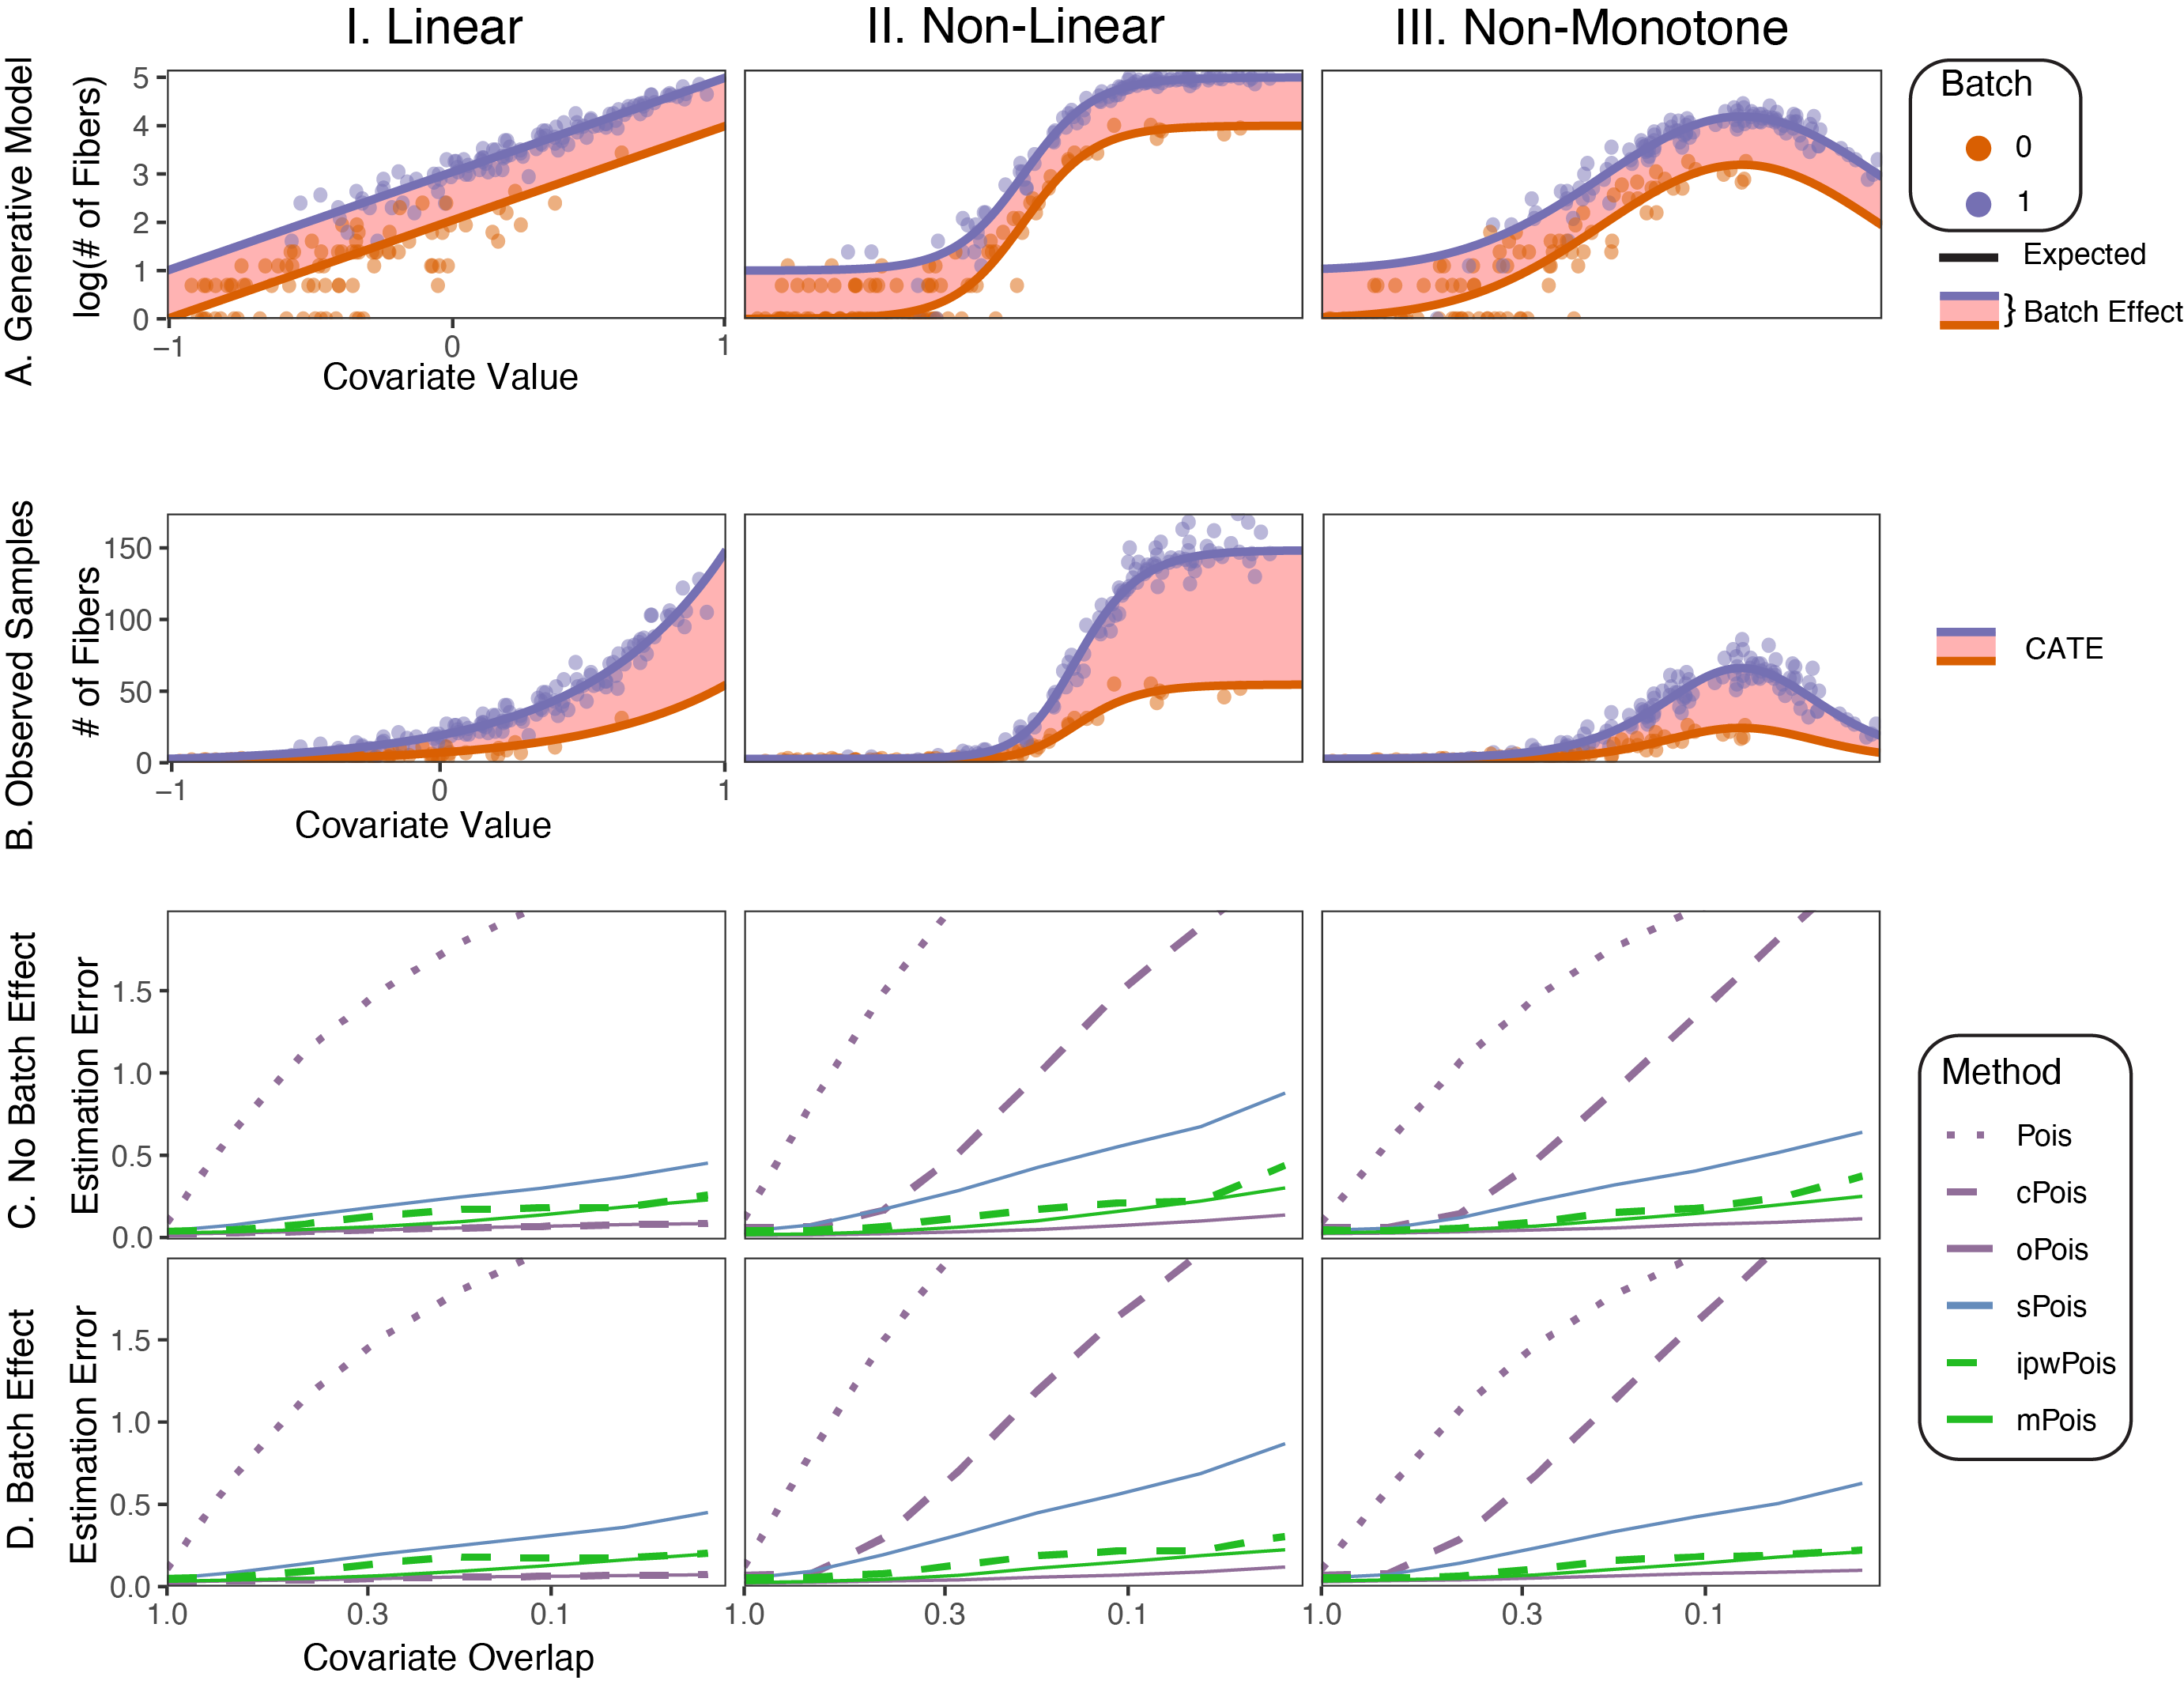 I. Linear
II. Non-Linear
III. Non-Monotone
A. Generative Model
log(# of Fibers)
5
4
3
2
1
0
−1
0
1
Covariate Value
Batch
0
1
Expected
} Batch Effect
B. Observed Samples
# of Fibers
150
100
50
0
−1
0
1
Covariate Value
CATE
C. No Batch Effect
Estimation Error
1.5
1.0
0.5
0.0
D. Batch Effect
Estimation Error
1.5
1.0
0.5
0.0
1.0
0.3
0.1
1.0
0.3
0.1
1.0
0.3
0.1
Covariate Overlap
Method
Pois
cPois
oPois
sPois
ipwPois
mPois